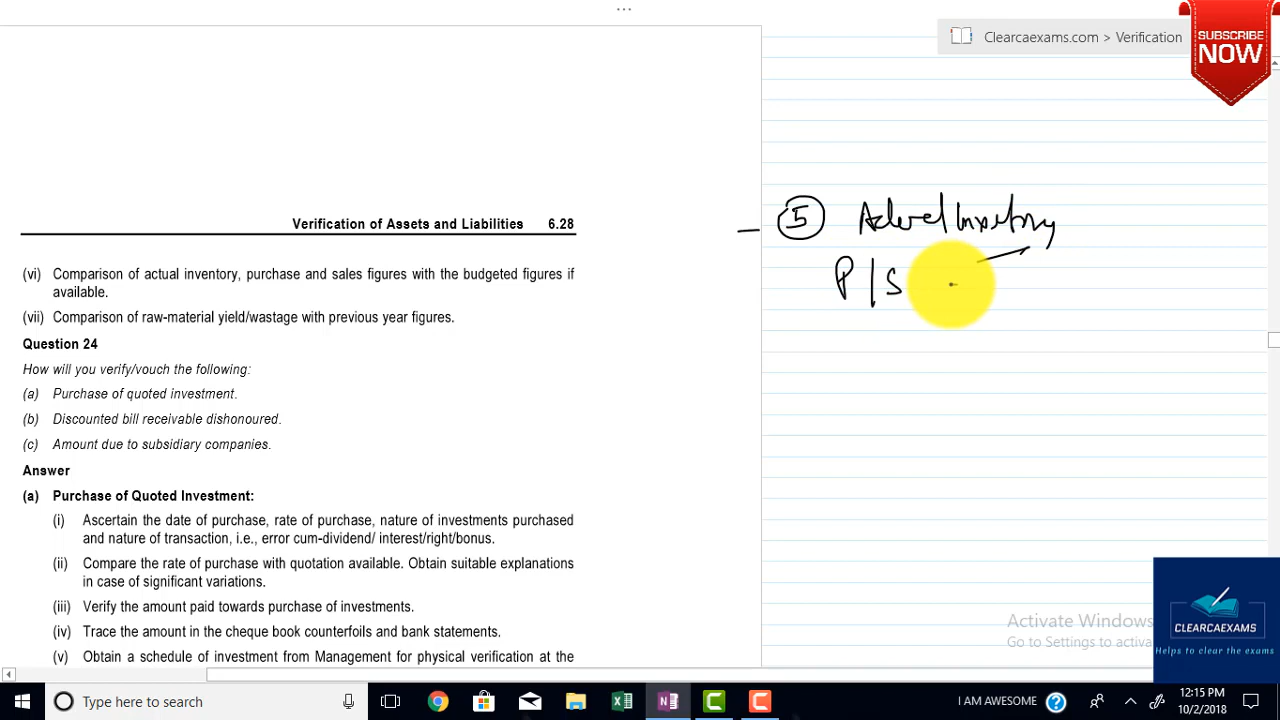 ...
Clearcaexams.com > Verification
SUBSCRIBE
NOW
Verification of Assets and Liabilities 6.28
(vi) Comparison of actual inventory, purchase and sales figures with the budgeted figures if
available.
(vii) Comparison of raw-material yield/wastage with previous year figures.
Question 24
How will you verify/vouch the following:
(a) Purchase of quoted investment.
(b) Discounted bill receivable dishonoured.
(c) Amount due to subsidiary companies.
Answer
(a) Purchase of Quoted Investment:
(i) Ascertain the date of purchase, rate of purchase, nature of investments purchased
and nature of transaction, i.e., error cum-dividend/ interest/right/bonus.
(ii) Compare the rate of purchase with quotation available. Obtain suitable explanations
in case of significant variations.
(iii) Verify the amount paid towards purchase of investments.
(iv) Trace the amount in the cheque book counterfoils and bank statements.
(v) Obtain a schedule of investment from Management for physical verification at the
5 Actual Inventory
P | S
Activate Windows
Go to Settings to activa
CLEARCAEXAMS
Helps to clear the exams
Type here to search
I AM AWESOME
12:15 PM
10/2/2018